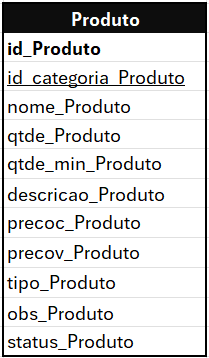 Produto
id_Produto
id_categoria_Produto
nome_Produto
qtde_Produto
qtde_min_Produto
descricao_Produto
precoc_Produto
precov_Produto
tipo_Produto
obs_Produto
status_Produto